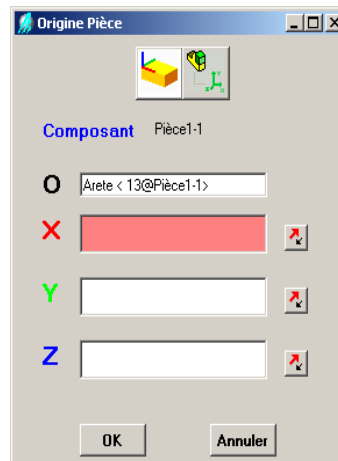 Origine Pièce
Composant Pièce1-1
O Arete < 13@Pièce1-1>
X
Y
Z
OK Annuler